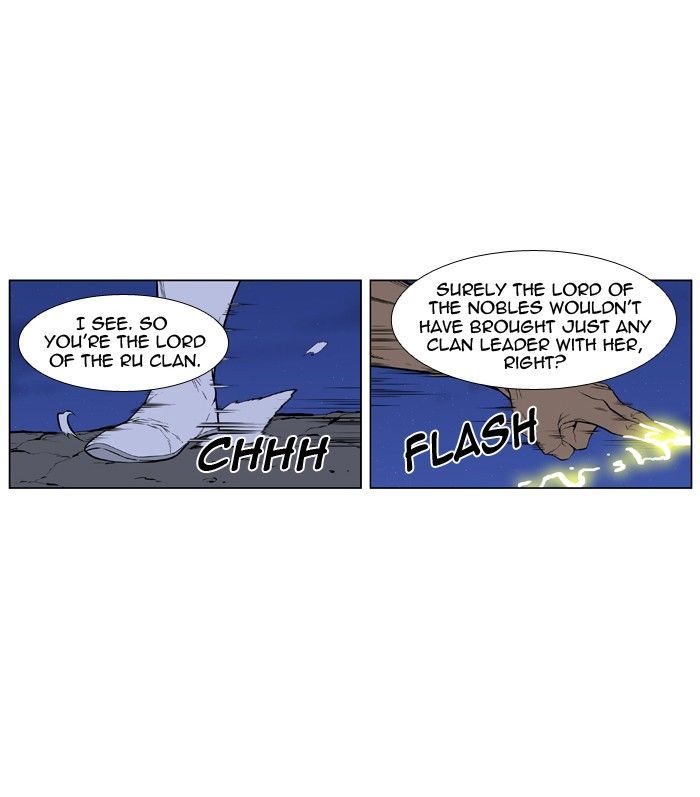 I SEE. SO
YOU'RE THE LORD
OF THE RU CLAN.
CHHH
SURELY THE LORD OF
THE NOBLES WOULDN'T
HAVE BROUGHT JUST ANY
CLAN LEADER WITH HER,
RIGHT?
FLASH